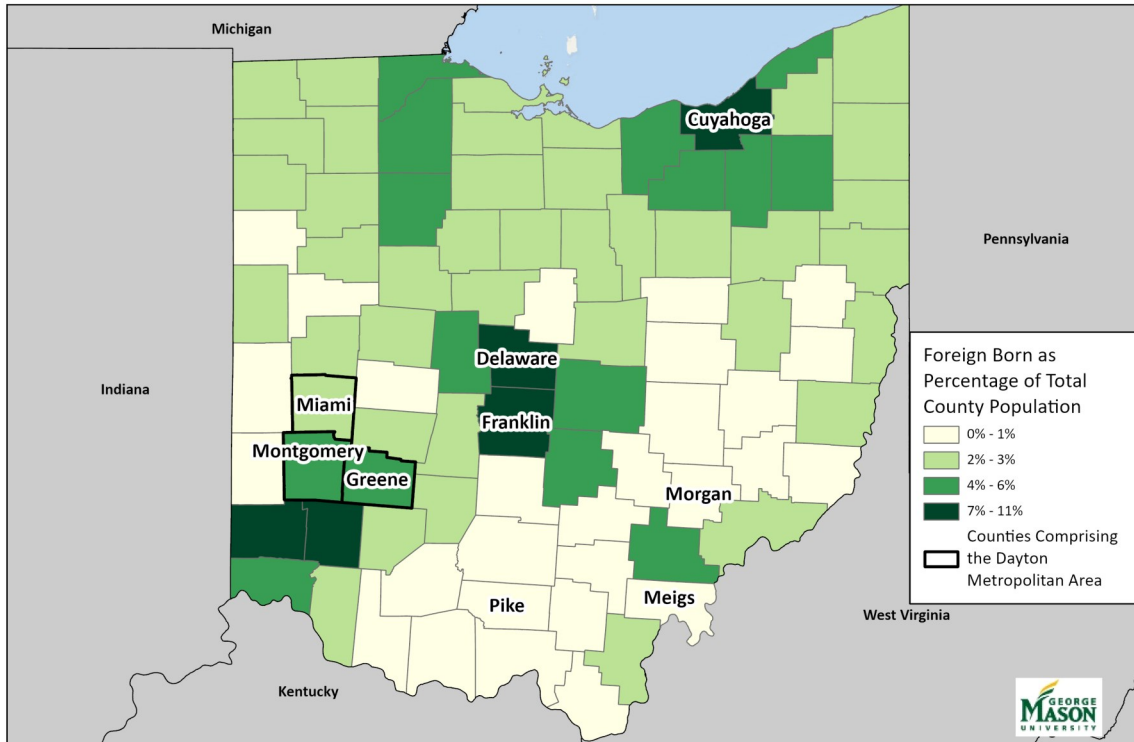 Michigan
Cuyahoga
Pennsylvania
Indiana
Delaware
Miami
Franklin
Montgomery
Greene
Morgan
Pike
Meigs
West Virginia
Kentucky
Foreign Born as
Percentage of Total
County Population
0% - 1%
2% - 3%
4% - 6%
7% - 11%
Counties Comprising
the Dayton
Metropolitan Area
GEORGE
MASON
UNIVERSITY